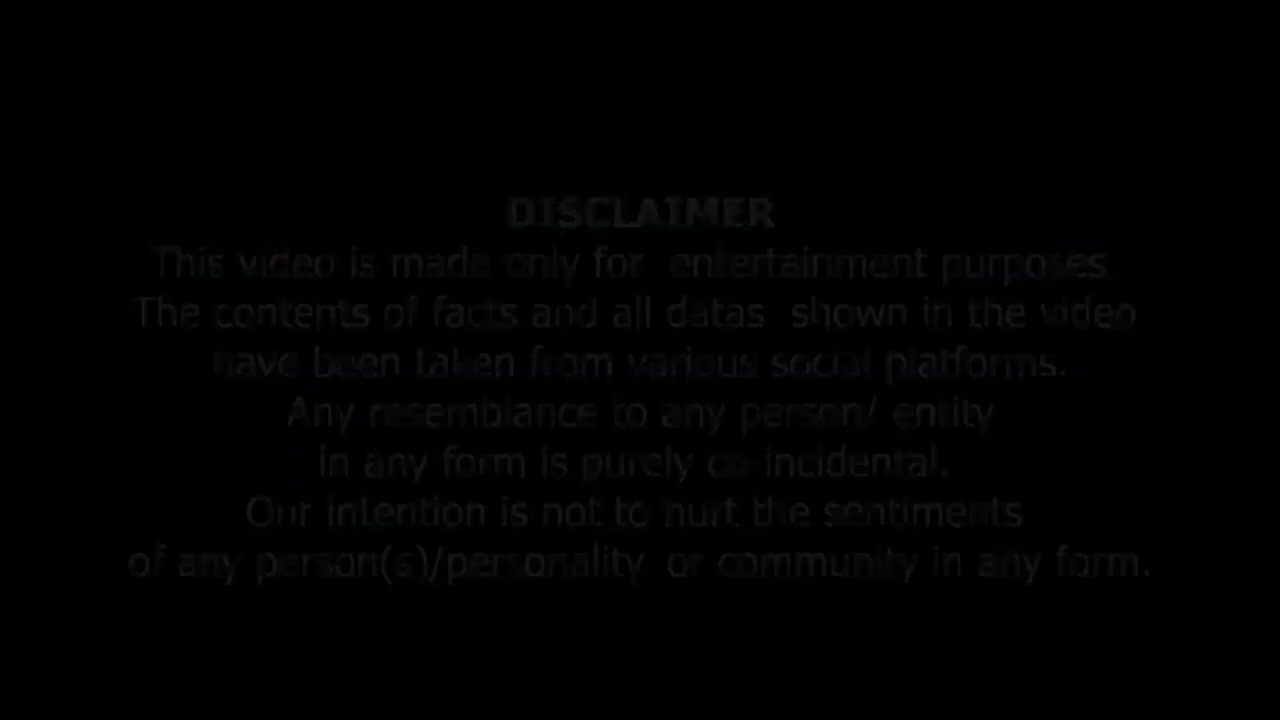 DISCLAIMER
This video is made only for entertainment purposes.
The contents of facts and all datas shown in the video
have been taken from various social platforms.
Any resemblance to any person/ entity
in any form is purely co-incidental.
Our intention is not to hurt the sentiments
of any person(s)/personality or community in any form.